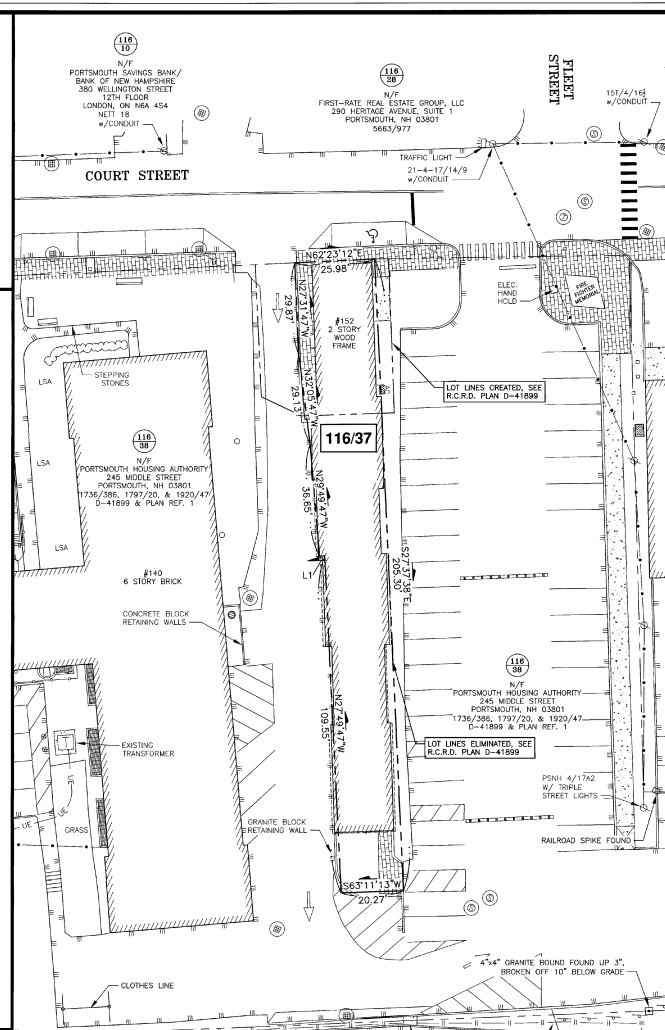 116
10
N/F
PORTSMOUTH SAVINGS BANK/
BANK OF NEW HAMPSHIRE
380 WELLINGTON STREET
12TH FLOOR
LONDON, ON N6A 4S4
NETT 18
w/CONDUIT
116
28
N/F
FIRST-RATE REAL ESTATE GROUP, LLC
290 HERITAGE AVENUE, SUITE 1
PORTSMOUTH, NH 03801
5663/977
FLEET
STREET
w/CONDUIT
TRAFFIC LIGHT
21-4-17/14/9
w/CONDUIT
COURT STREET
N62°23'12"E
25.98'
N27°31'47"W
29.87'
#152
2 STORY
WOOD
FRAME
ELEC.
HAND
HOLD
FIRE
FIGHTER
MEMORIAL
LSA
STEPPING
STONES
N32°05'47"W
29.13'
LOT LINES CREATED, SEE
R.C.R.D. PLAN D-41899
AC
116/37
116
38
N/F
PORTSMOUTH HOUSING AUTHORITY
245 MIDDLE STREET
PORTSMOUTH, NH 03801
1736/386, 1797/20, & 1920/47
D-41899 & PLAN REF. 1
LSA
LSA
N29°49'47"W
36.65'
S27°37'38"E
205.30'
L1
#140
6 STORY BRICK
CONCRETE BLOCK
RETAINING WALLS
116
38
N/F
PORTSMOUTH HOUSING AUTHORITY
245 MIDDLE STREET
PORTSMOUTH, NH 03801
1736/386, 1797/20, & 1920/47
D-41899 & PLAN REF. 1
N27°49'47"W
109.55'
LOT LINES ELIMINATED, SEE
R.C.R.D. PLAN D-41899
EXISTING
TRANSFORMER
UE
UE
UE
GRASS
PSNH 4/17A2
W/ TRIPLE
STREET LIGHTS
GRANITE BLOCK
RETAINING WALL
RAILROAD SPIKE FOUND
S63°11'13"W
20.27'
4"x4" GRANITE BOUND FOUND UP 3",
BROKEN OFF 10" BELOW GRADE
CLOTHES LINE